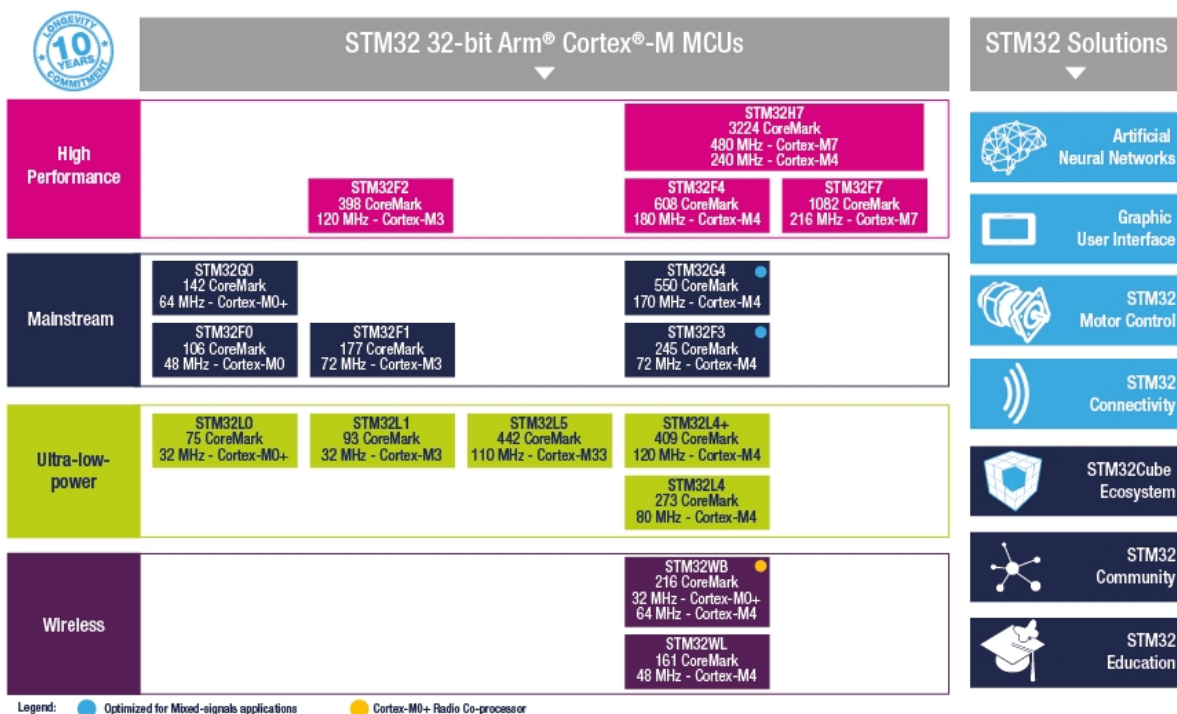 LONGEVITY
10
YEARS
COMMITMENT
STM32 32-bit Arm® Cortex®-M MCUs
STM32 Solutions
High
Performance
STM32H7
3224 CoreMark
480 MHz - Cortex-M7
240 MHz - Cortex-M4
STM32F2
398 CoreMark
120 MHz - Cortex-M3
STM32F4
608 CoreMark
180 MHz - Cortex-M4
STM32F7
1082 CoreMark
216 MHz - Cortex-M7
Mainstream
STM32G0
142 CoreMark
64 MHz - Cortex-M0+
STM32G4
550 CoreMark
170 MHz - Cortex-M4
STM32F0
106 CoreMark
48 MHz - Cortex-M0
STM32F1
177 CoreMark
72 MHz - Cortex-M3
STM32F3
245 CoreMark
72 MHz - Cortex-M4
Ultra-low-
power
STM32L0
75 CoreMark
32 MHz - Cortex-M0+
STM32L1
93 CoreMark
32 MHz - Cortex-M3
STM32L5
442 CoreMark
110 MHz - Cortex-M33
STM32L4+
409 CoreMark
120 MHz - Cortex-M4
STM32L4
273 CoreMark
80 MHz - Cortex-M4
Wireless
STM32WB
216 CoreMark
32 MHz - Cortex-M0+
64 MHz - Cortex-M4
STM32WL
161 CoreMark
48 MHz - Cortex-M4
Artificial
Neural Networks
Graphic
User Interface
STM32
Motor Control
STM32
Connectivity
STM32Cube
Ecosystem
STM32
Community
STM32
Education
Legend: Optimized for Mixed-signals applications Cortex-M0+ Radio Co-processor